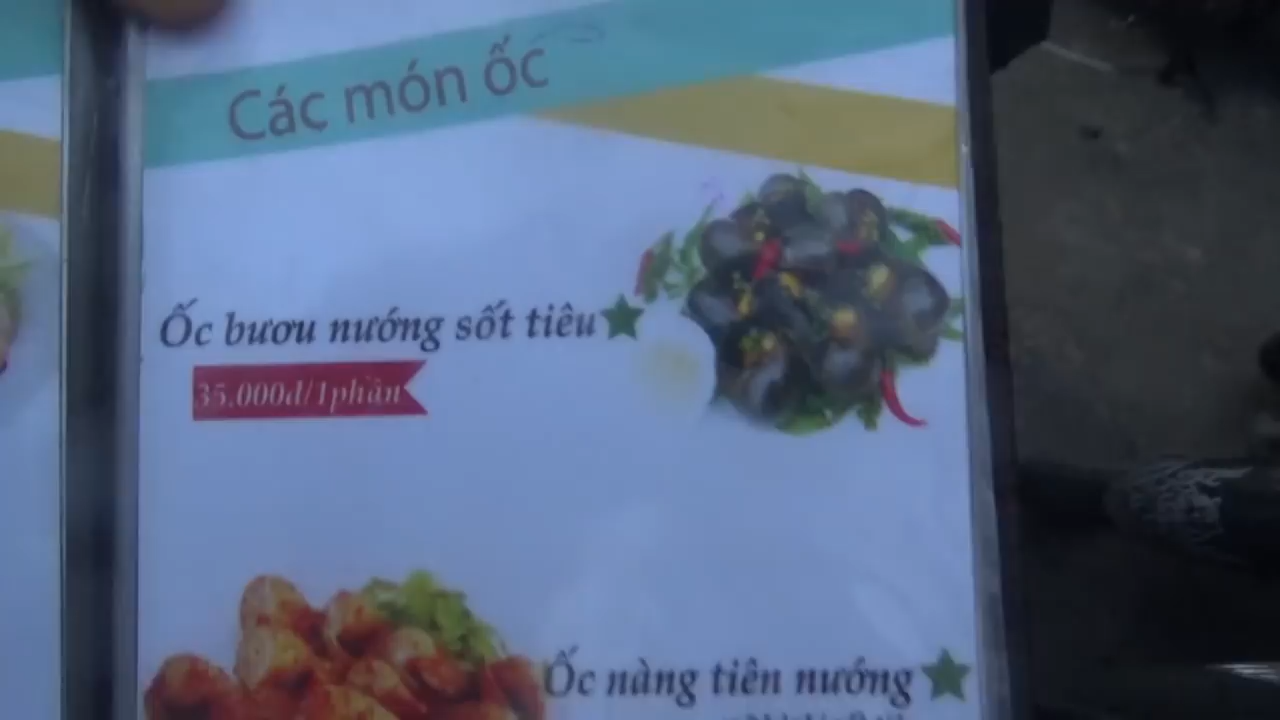 Các món ốc
Ốc bươu nướng sốt tiêu
35.000đ/1phần
Ốc nàng tiên nướng